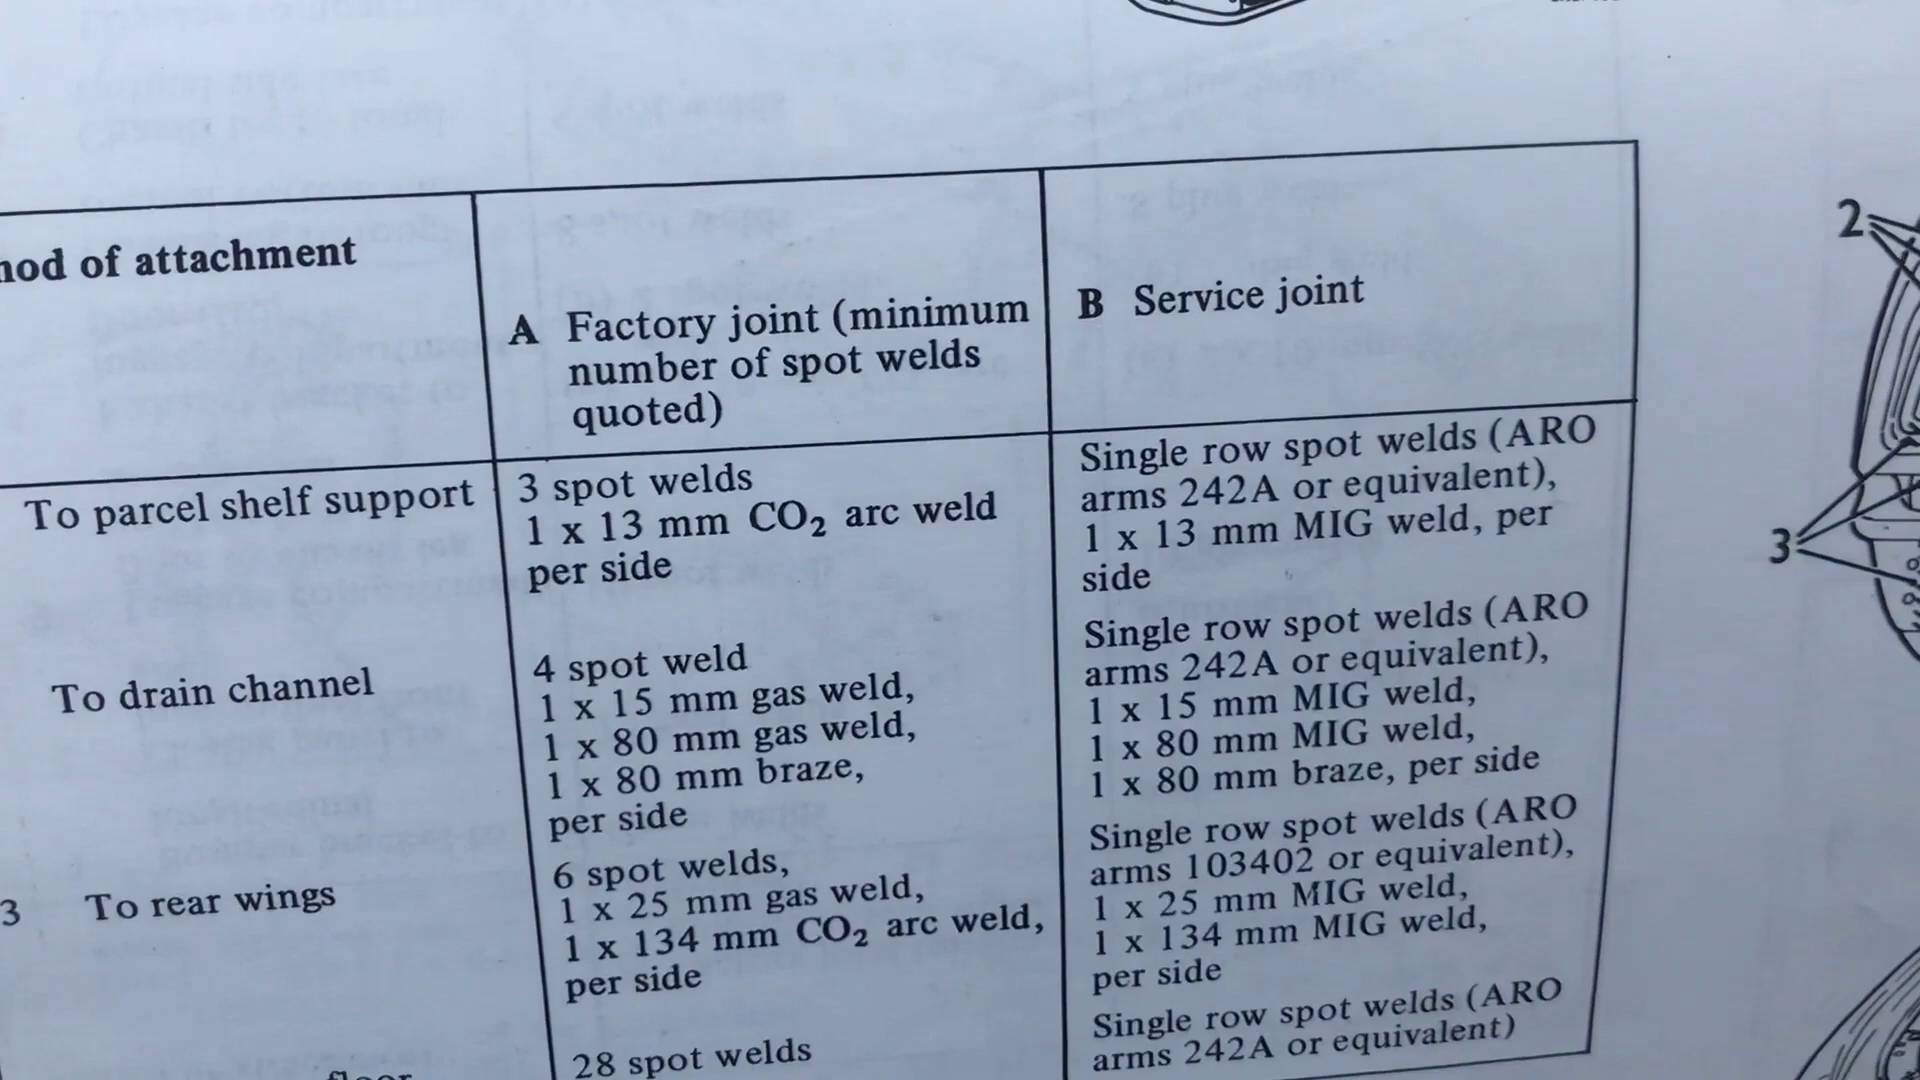 of attachment
A Factory joint (minimum
number of spot welds
quoted)
B Service joint
To parcel shelf support
3 spot welds
1 x 13 mm CO₂ arc weld
per side
Single row spot welds (ARO
arms 242A or equivalent),
1 x 13 mm MIG weld, per
side
To drain channel
4 spot weld
1 x 15 mm gas weld,
1 x 80 mm gas weld,
1 x 80 mm braze,
per side
Single row spot welds (ARO
arms 242A or equivalent),
1 x 15 mm MIG weld,
1 x 80 mm MIG weld,
1 x 80 mm braze, per side
3 To rear wings
6 spot welds,
1 x 25 mm gas weld,
1 x 134 mm CO₂ arc weld,
per side
Single row spot welds (ARO
arms 103402 or equivalent),
1 x 25 mm MIG weld,
1 x 134 mm MIG weld,
per side
floor
28 spot welds
Single row spot welds (ARO
arms 242A or equivalent)
2
3